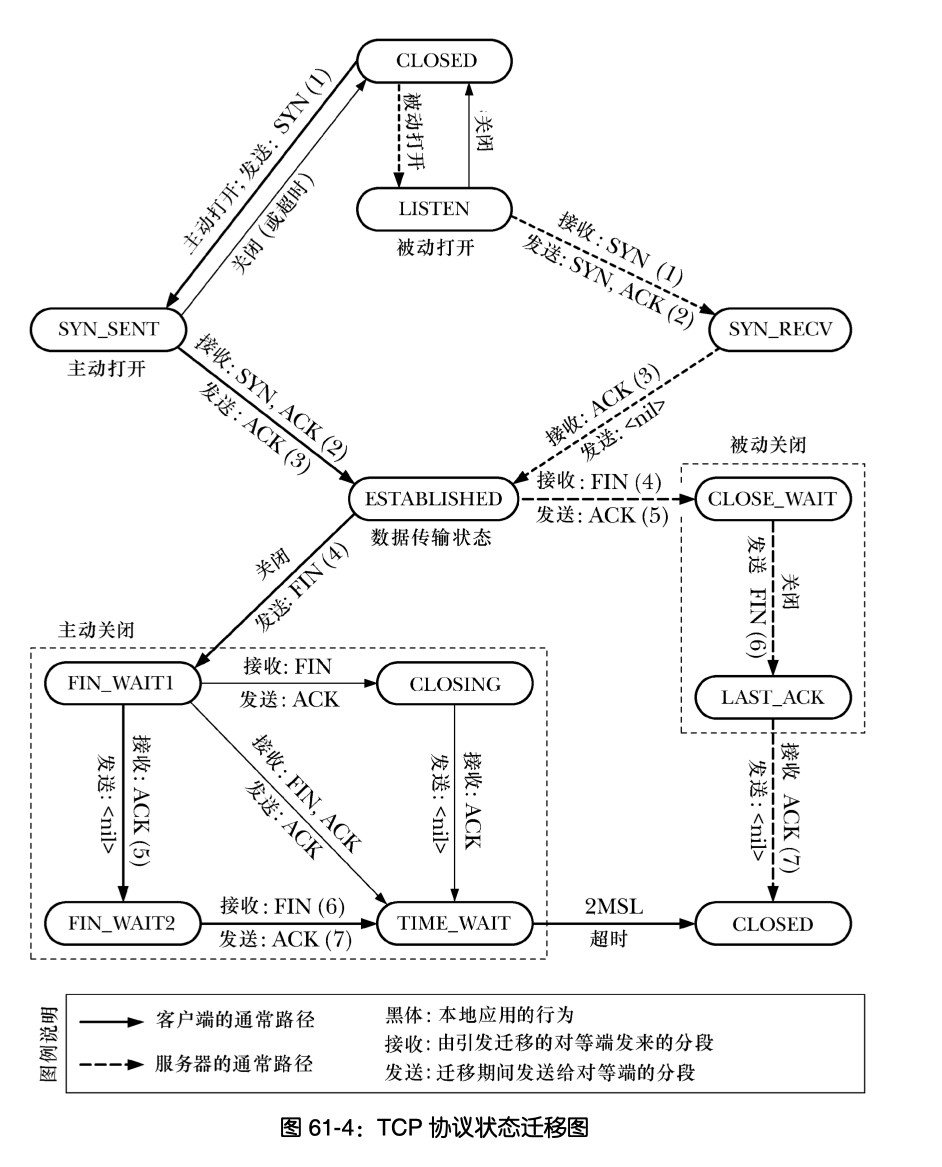 CLOSED
主动打开; 发送: SYN (1)
关闭 (或超时)
被动打开
关闭
LISTEN
被动打开
接收: SYN (1)
发送: SYN, ACK (2)
SYN_SENT
主动打开
SYN_RECV
接收: SYN, ACK (2)
发送: ACK (3)
接收: ACK (3)
发送: <nil>
被动关闭
ESTABLISHED
数据传输状态
接收: FIN (4)
发送: ACK (5)
CLOSE_WAIT
关闭
发送: FIN (4)
关闭
发送 FIN (6)
主动关闭
FIN_WAIT1
接收: FIN
发送: ACK
CLOSING
LAST_ACK
接收: ACK (5)
发送: <nil>
接收: FIN, ACK
发送: ACK
接收: ACK
发送: <nil>
接收 ACK (7)
发送: <nil>
FIN_WAIT2
接收: FIN (6)
发送: ACK (7)
TIME_WAIT
2MSL
超时
CLOSED
图例说明
客户端的通常路径
服务器的通常路径
黑体: 本地应用的行为
接收: 由引发迁移的对等端发来的分段
发送: 迁移期间发送给对等端的分段
图 61-4：TCP 协议状态迁移图